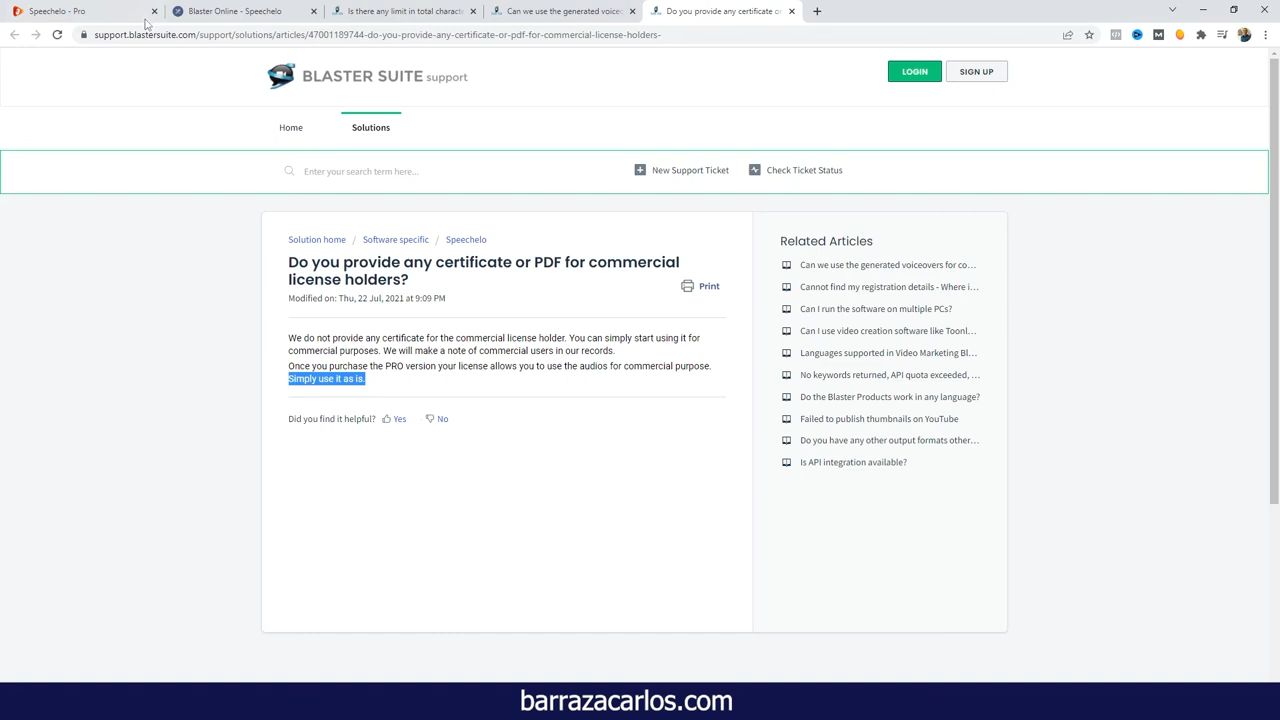 Speechelo - Pro
Blaster Online - Speechelo
Is there any limit in total characte
Can we use the generated voiceo
Do you provide any certificate or
support.blastersuite.com/support/solutions/articles/47001189744-do-you-provide-any-certificate-or-pdf-for-commercial-license-holders-
BLASTER SUITE support
LOGIN
SIGN UP
Home
Solutions
Enter your search term here...
New Support Ticket
Check Ticket Status
Solution home / Software specific / Speechelo
Do you provide any certificate or PDF for commercial
license holders?
Print
Modified on: Thu, 22 Jul, 2021 at 9:09 PM
We do not provide any certificate for the commercial license holder. You can simply start using it for
commercial purposes. We will make a note of commercial users in our records.
Once you purchase the PRO version your license allows you to use the audios for commercial purpose.
Simply use it as is.
Did you find it helpful? Yes No
Related Articles
Can we use the generated voiceovers for co...
Cannot find my registration details - Where i...
Can I run the software on multiple PCs?
Can I use video creation software like Toonl...
Languages supported in Video Marketing Bl...
No keywords returned, API quota exceeded, ...
Do the Blaster Products work in any language?
Failed to publish thumbnails on YouTube
Do you have any other output formats other...
Is API integration available?
barrazacarlos.com